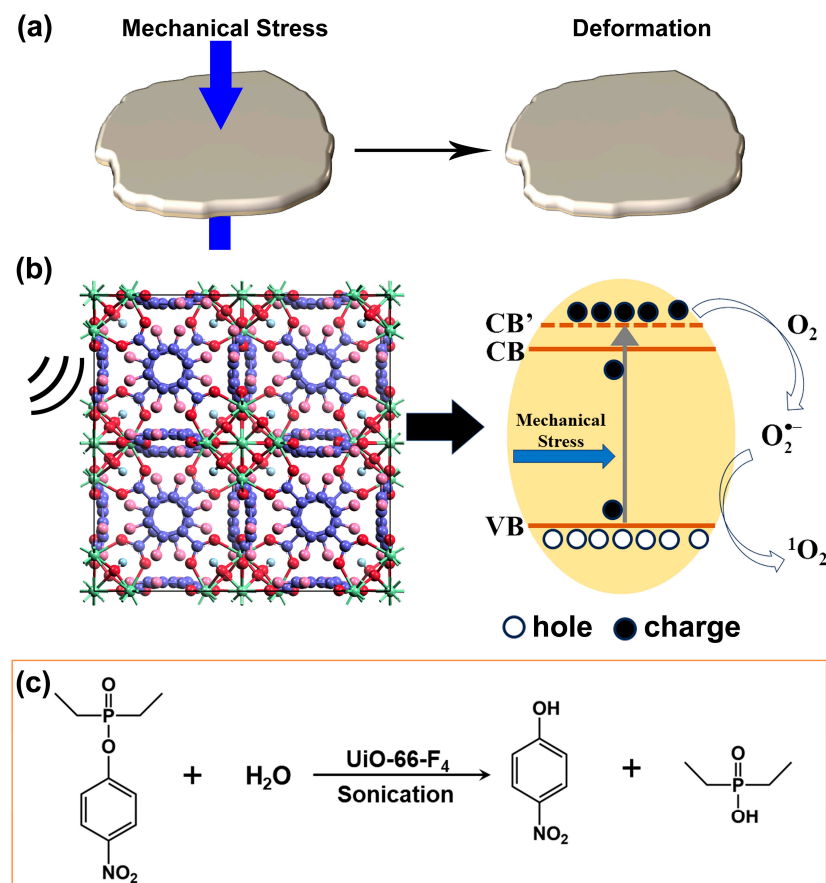 (a)
Mechanical Stress
Deformation
(b)
CB'
CB
O₂
Mechanical
Stress
O₂•−
VB
¹O₂
hole
charge
(c)
O
P
O
NO₂
+
H₂O
UiO-66-F₄
Sonication
OH
NO₂
+
O
P
OH